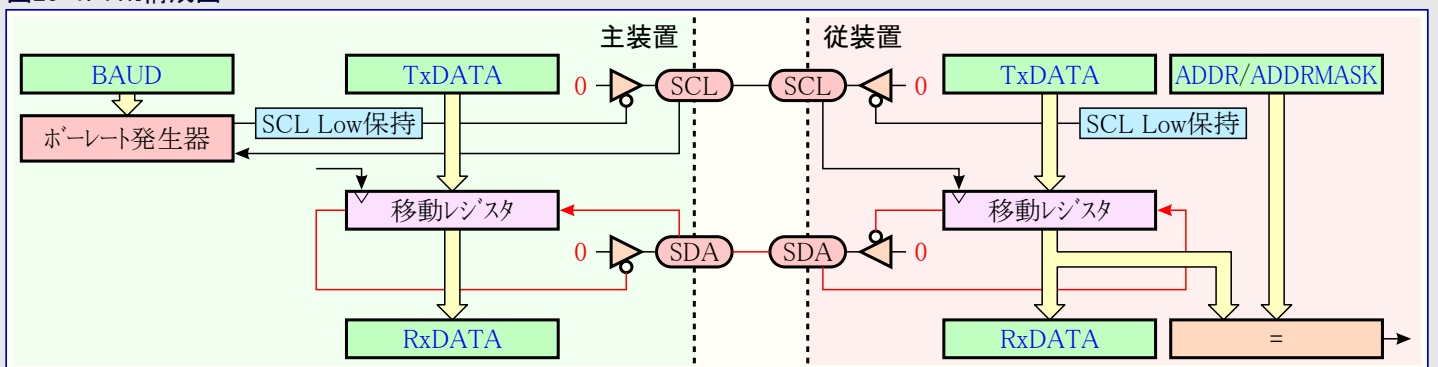 主装置
従装置
BAUD
TxDATA
0
SCL
SCL
0
TxDATA
ADDR/ADDRMASK
ボーレート発生器
SCL Low保持
SCL Low保持
移動レジスタ
移動レジスタ
0
SDA
SDA
0
RxDATA
RxDATA
=